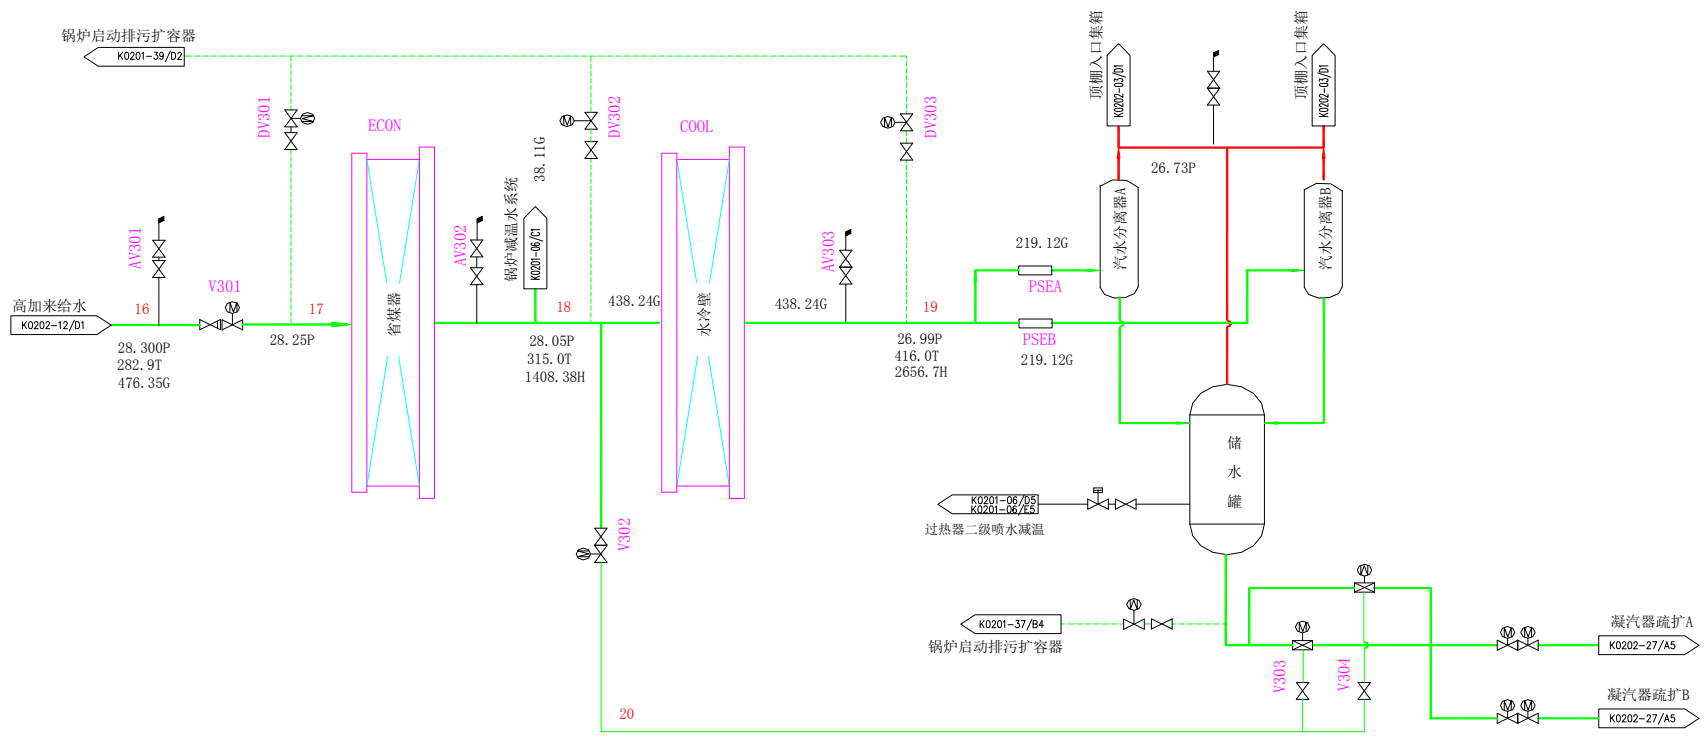 锅炉启动排污扩容器
K0201-39/D2
DV301
ECON
DV302
38.11G
COOL
DV303
顶棚入口集箱
K0202-03/D1
顶棚入口集箱
K0202-03/D1
26.73P
汽水分离器A
汽水分离器B
AV301
高加来给水
K0202-12/D1
16
V301
17
28.300P
282.9T
476.35G
28.25P
省煤器
AV302
锅炉减温水系统
K0201-06/C1
18
438.24G
28.05P
315.0T
1408.38H
水冷壁
438.24G
AV303
19
26.99P
416.0T
2656.7H
219.12G
PSEA
PSEB
219.12G
储
水
罐
K0201-06/D5
K0201-06/E5
过热器二级喷水减温
V302
K0201-37/B4
锅炉启动排污扩容器
V303
V304
凝汽器疏扩A
K0202-27/A5
凝汽器疏扩B
K0202-27/A5
20
M
M
M
M
M
M
M
M
M
M
M
M
M